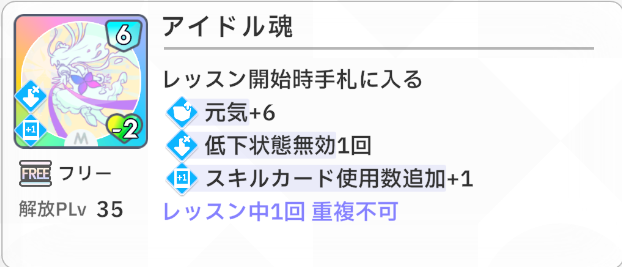 アイドル魂
6
レッスン開始時手札に入る
元気+6
低下状態無効1回
+1
-2
スキルカード使用数追加+1
FREE フリー
解放PLv 35
レッスン中1回 重複不可